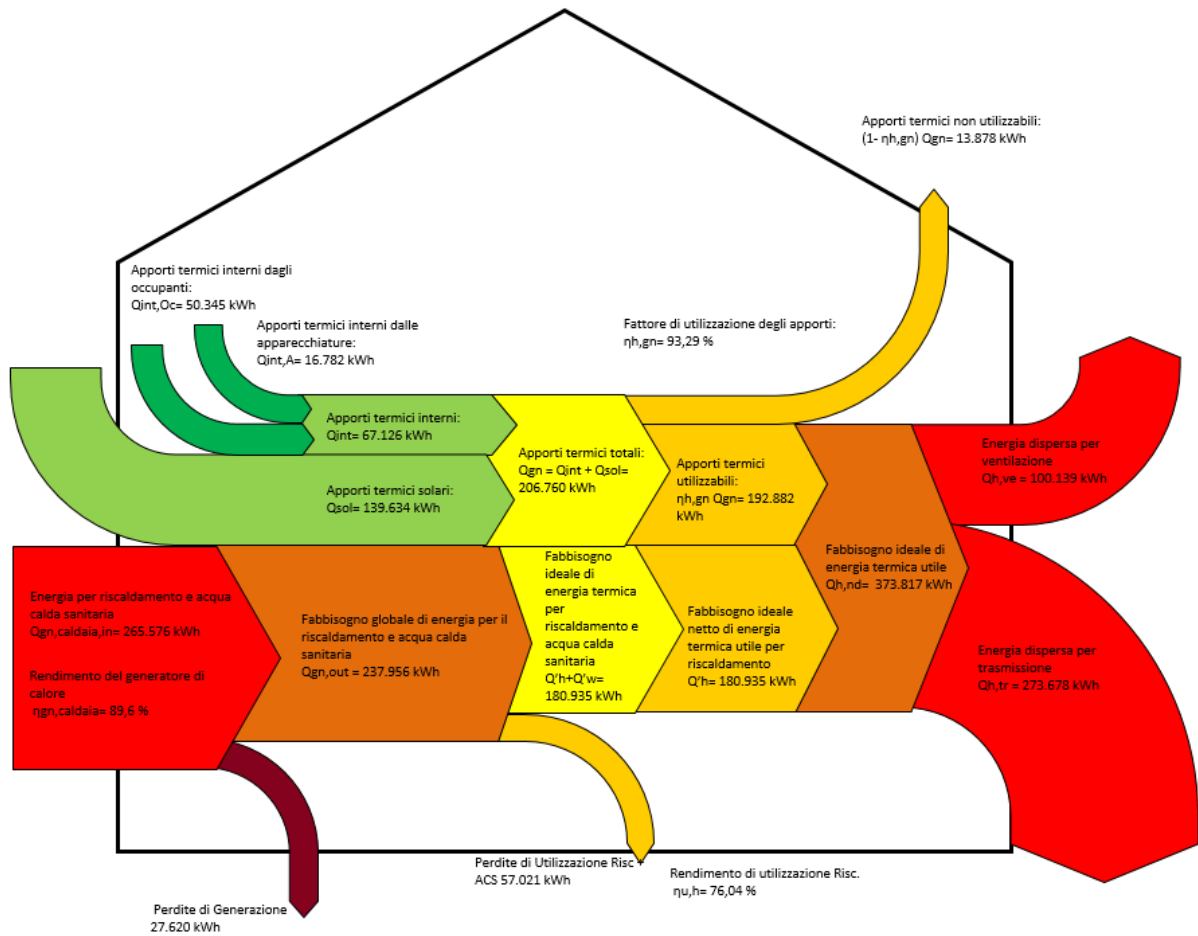 Apporti termici non utilizzabili:
(1- ηh,gn) Qgn= 13.878 kWh
Apporti termici interni dagli
occupanti:
Qint,Oc= 50.345 kWh
Apporti termici interni dalle
apparecchiature:
Qint,A= 16.782 kWh
Fattore di utilizzazione degli apporti:
ηh,gn= 93,29 %
Apporti termici interni:
Qint= 67.126 kWh
Apporti termici solari:
Qsol= 139.634 kWh
Apporti termici totali:
Qgn = Qint + Qsol=
206.760 kWh
Apporti termici
utilizzabili:
ηh,gn Qgn= 192.882
kWh
Energia dispersa per
ventilazione
Qh,ve = 100.139 kWh
Energia per riscaldamento e acqua
calda sanitaria
Qgn,caldaia,in= 265.576 kWh
Rendimento del generatore di
calore
ηgn,caldaia= 89,6 %
Fabbisogno globale di energia per il
riscaldamento e acqua calda
sanitaria
Qgn,out = 237.956 kWh
Fabbisogno
ideale di
energia termica
per
riscaldamento e
acqua calda
sanitaria
Q'h+Q'w=
180.935 kWh
Fabbisogno ideale
netto di energia
termica utile per
riscaldamento
Q'h= 180.935 kWh
Fabbisogno ideale di
energia termica utile
Qh,nd=  373.817 kWh
Energia dispersa per
trasmissione
Qh,tr = 273.678 kWh
Perdite di Utilizzazione Risc +
ACS 57.021 kWh
Rendimento di utilizzazione Risc.
ηu,h= 76,04 %
Perdite di Generazione
27.620 kWh